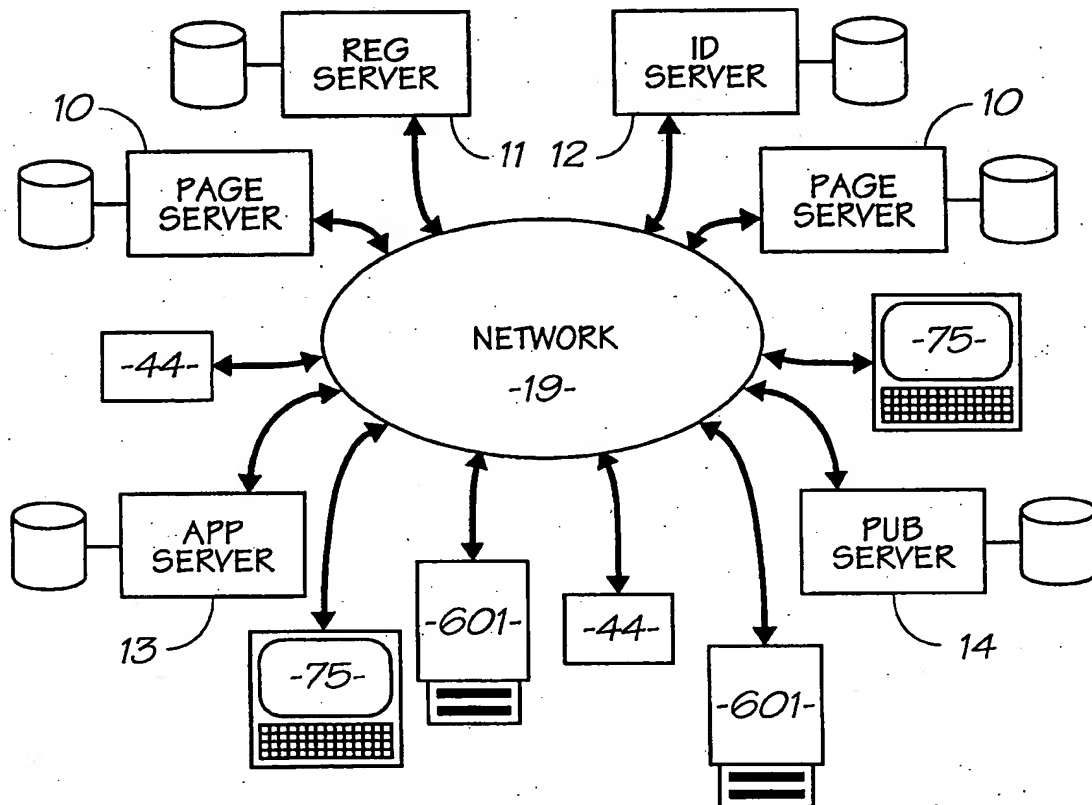 REG
SERVER
ID
SERVER
10
11
12
10
PAGE
SERVER
PAGE
SERVER
NETWORK
-19-
-44-
-75-
APP
SERVER
PUB
SERVER
-601-
-44-
13
-75-
14
-601-